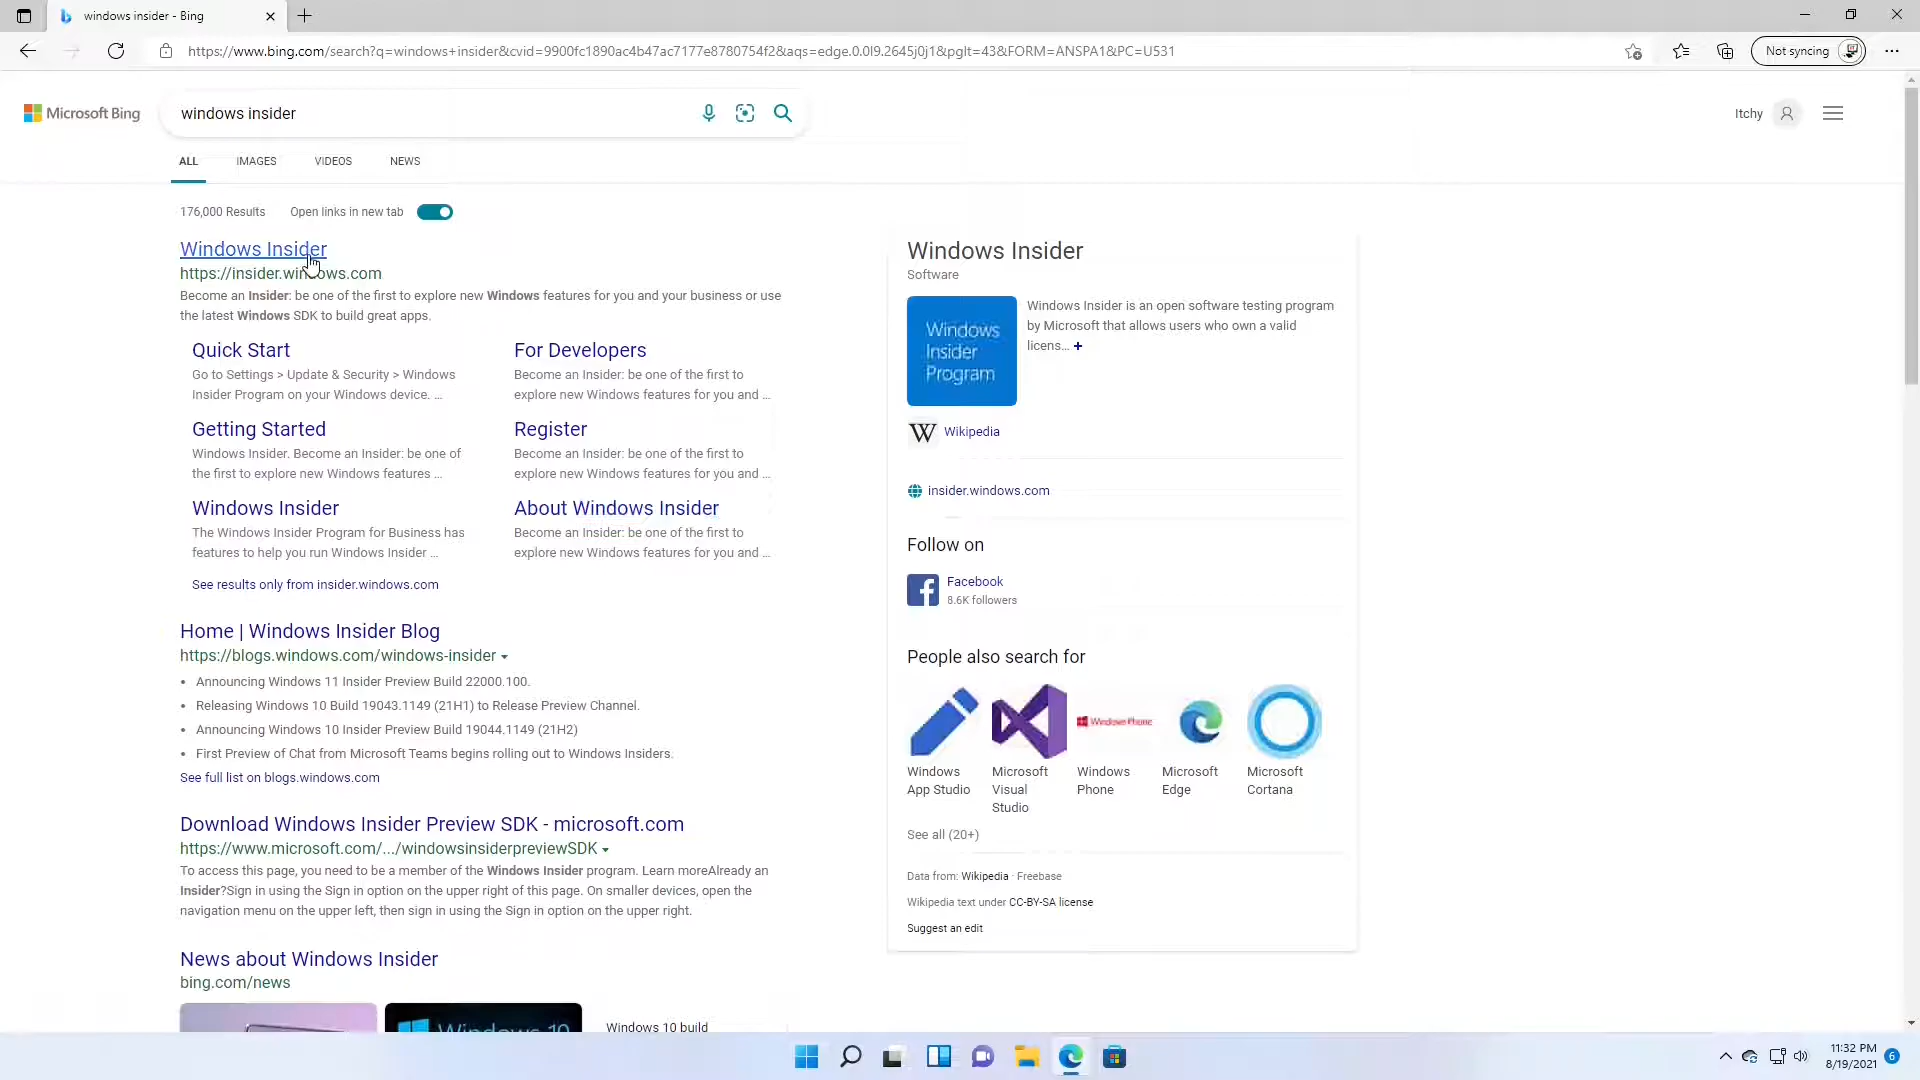 windows insider - Bing
https://www.bing.com/search?q=windows+insider&cvid=9900fc1890ac4b47ac7177e8780754f2&aqs=edge.0.0l9.2645j0j1&pglt=43&FORM=ANSPA1&PC=U531
Not syncing
Microsoft Bing
windows insider
Itchy
ALL IMAGES VIDEOS NEWS
176,000 Results Open links in new tab
Windows Insider
https://insider.windows.com
Become an Insider: be one of the first to explore new Windows features for you and your business or use
the latest Windows SDK to build great apps.
Quick Start
Go to Settings > Update & Security > Windows
Insider Program on your Windows device. ...
For Developers
Become an Insider: be one of the first to
explore new Windows features for you and ...
Getting Started
Windows Insider. Become an Insider: be one of
the first to explore new Windows features ...
Register
Become an Insider: be one of the first to
explore new Windows features for you and ...
Windows Insider
The Windows Insider Program for Business has
features to help you run Windows Insider ...
About Windows Insider
Become an Insider: be one of the first to
explore new Windows features for you and ...
See results only from insider.windows.com
Home | Windows Insider Blog
https://blogs.windows.com/windows-insider
• Announcing Windows 11 Insider Preview Build 22000.100.
• Releasing Windows 10 Build 19043.1149 (21H1) to Release Preview Channel.
• Announcing Windows 10 Insider Preview Build 19044.1149 (21H2)
• First Preview of Chat from Microsoft Teams begins rolling out to Windows Insiders.
See full list on blogs.windows.com
Download Windows Insider Preview SDK - microsoft.com
https://www.microsoft.com/.../windowsinsiderpreviewSDK
To access this page, you need to be a member of the Windows Insider program. Learn moreAlready an
Insider?Sign in using the Sign in option on the upper right of this page. On smaller devices, open the
navigation menu on the upper left, then sign in using the Sign in option on the upper right.
News about Windows Insider
bing.com/news
Windows 10
Windows 10 build
Windows Insider
Software
Windows
Insider
Program
Windows Insider is an open software testing program
by Microsoft that allows users who own a valid
licens... +
W Wikipedia
insider.windows.com
Follow on
Facebook
8.6K followers
People also search for
Windows Phone
Windows
App Studio
Microsoft
Visual
Studio
Windows
Phone
Microsoft
Edge
Microsoft
Cortana
See all (20+)
Data from: Wikipedia · Freebase
Wikipedia text under CC-BY-SA license
Suggest an edit
11:32 PM
8/19/2021
6